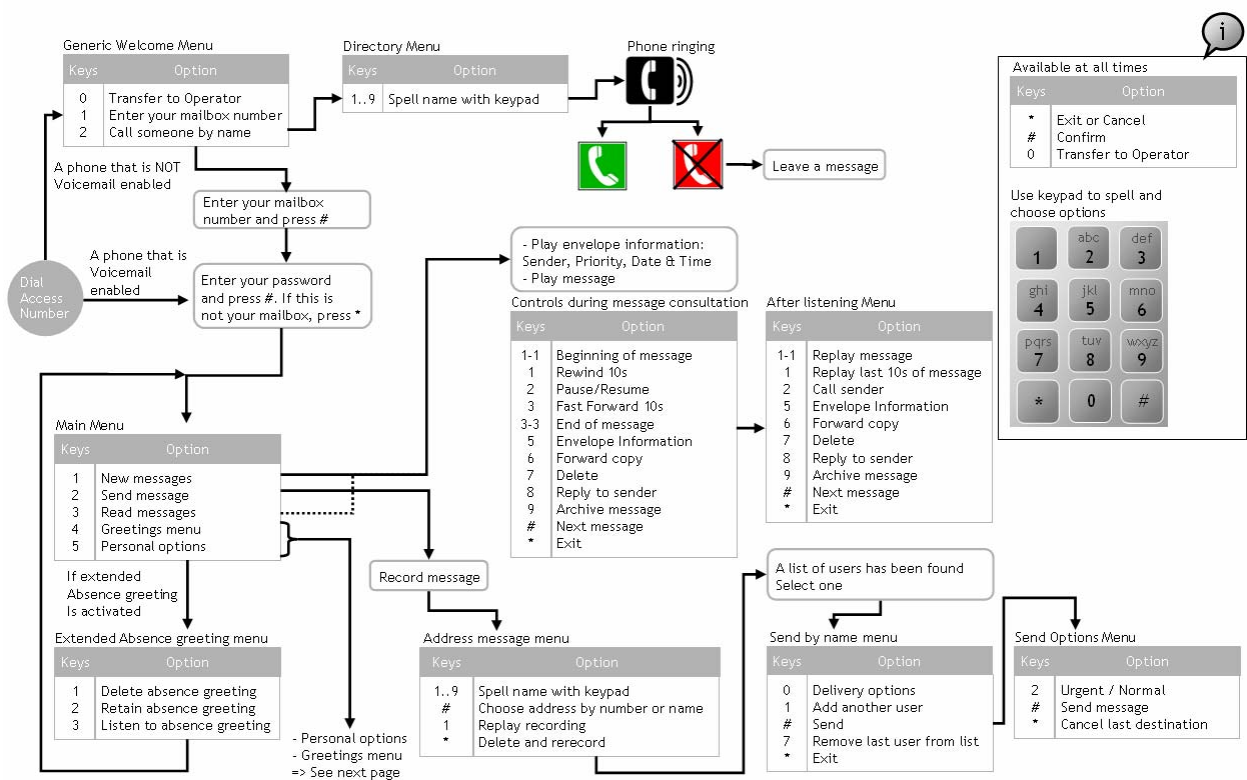 Generic Welcome Menu
Keys Option
0 Transfer to Operator
1 Enter your mailbox number
2 Call someone by name
Directory Menu
Keys Option
1..9 Spell name with keypad
Phone ringing
Leave a message
i
Available at all times
Keys Option
* Exit or Cancel
# Confirm
0 Transfer to Operator
Use keypad to spell and
choose options
1
abc
2
def
3
ghi
4
jkl
5
mno
6
pqrs
7
tuv
8
wxyz
9
*
0
#
A phone that is NOT
Voicemail enabled
Enter your mailbox
number and press #
A phone that is
Voicemail
enabled
Dial
Access
Number
Enter your password
and press #. If this is
not your mailbox, press *
- Play envelope information:
Sender, Priority, Date & Time
- Play message
Controls during message consultation
Keys Option
1-1 Beginning of message
1 Rewind 10s
2 Pause/Resume
3 Fast Forward 10s
3-3 End of message
5 Envelope Information
6 Forward copy
7 Delete
8 Reply to sender
9 Archive message
# Next message
* Exit
After listening Menu
Keys Option
1-1 Replay message
1 Replay last 10s of message
2 Call sender
5 Envelope Information
6 Forward copy
7 Delete
8 Reply to sender
9 Archive message
# Next message
* Exit
Main Menu
Keys Option
1 New messages
2 Send message
3 Read messages
4 Greetings menu
5 Personal options
If extended
Absence greeting
Is activated
Extended Absence greeting menu
Keys Option
1 Delete absence greeting
2 Retain absence greeting
3 Listen to absence greeting
- Personal options
- Greetings menu
=> See next page
Record message
Address message menu
Keys Option
1..9 Spell name with keypad
# Choose address by number or name
1 Replay recording
* Delete and rerecord
A list of users has been found
Select one
Send by name menu
Keys Option
0 Delivery options
1 Add another user
# Send
7 Remove last user from list
* Exit
Send Options Menu
Keys Option
2 Urgent / Normal
# Send message
* Cancel last destination